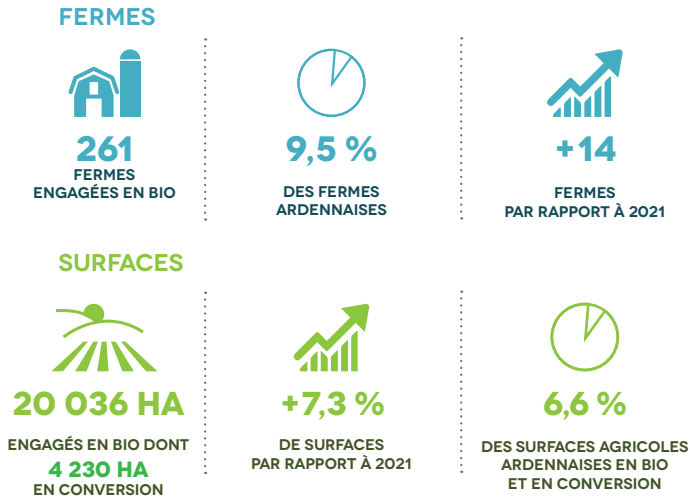 FERMES
261
FERMES
ENGAGÉES EN BIO
9,5 %
DES FERMES
ARDENNAISES
+14
FERMES
PAR RAPPORT À 2021
SURFACES
20 036 HA
ENGAGÉS EN BIO DONT
4 230 HA
EN CONVERSION
+7,3 %
DE SURFACES
PAR RAPPORT À 2021
6,6 %
DES SURFACES AGRICOLES
ARDENNAISES EN BIO
ET EN CONVERSION